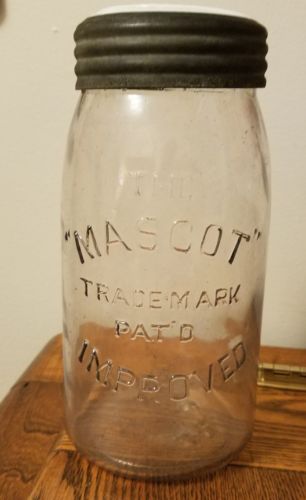 THE
"MASCOT"
TRADE MARK
PAT'D
IMPROVED